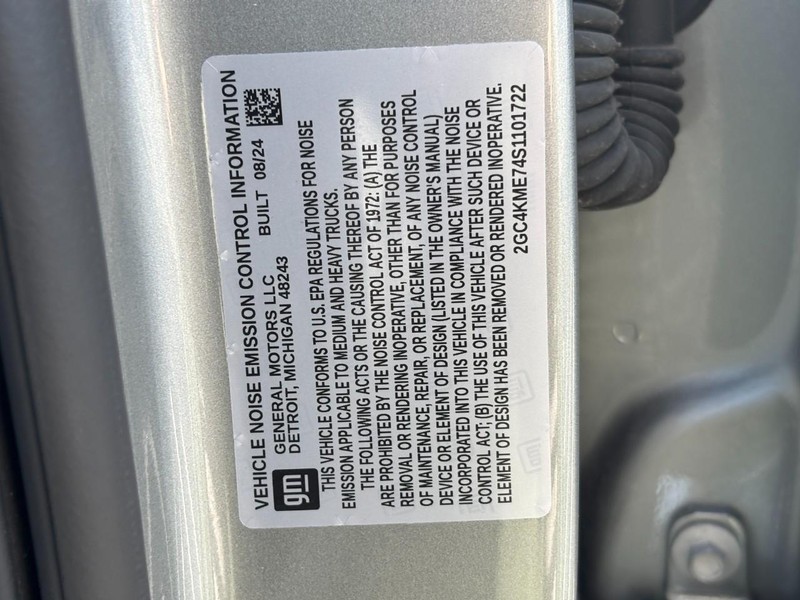 VEHICLE NOISE EMISSION CONTROL INFORMATION
gm
GENERAL MOTORS LLC
DETROIT, MICHIGAN 48243
BUILT 08/24
THIS VEHICLE CONFORMS TO U.S. EPA REGULATIONS FOR NOISE
EMISSION APPLICABLE TO MEDIUM AND HEAVY TRUCKS.
THE FOLLOWING ACTS OR THE CAUSING THEREOF BY ANY PERSON
ARE PROHIBITED BY THE NOISE CONTROL ACT OF 1972: (A) THE
REMOVAL OR RENDERING INOPERATIVE, OTHER THAN FOR PURPOSES
OF MAINTENANCE, REPAIR, OR REPLACEMENT, OF ANY NOISE CONTROL
DEVICE OR ELEMENT OF DESIGN (LISTED IN THE OWNER'S MANUAL)
INCORPORATED INTO THIS VEHICLE IN COMPLIANCE WITH THE NOISE
CONTROL ACT; (B) THE USE OF THIS VEHICLE AFTER SUCH DEVICE OR
ELEMENT OF DESIGN HAS BEEN REMOVED OR RENDERED INOPERATIVE.
2GC4KME74S1101722